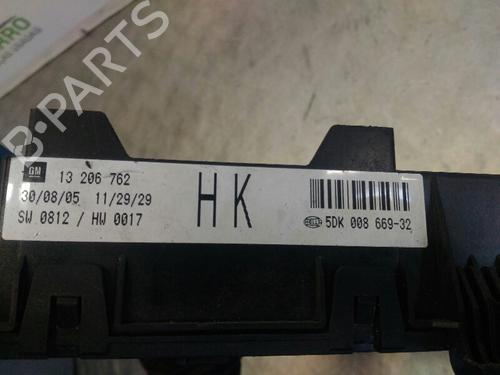 GM 13 206 762
30/08/05 11/29/29
SW 0812 / HW 0017
HK
HELLA 5DK 008 669-32
B-PARTS